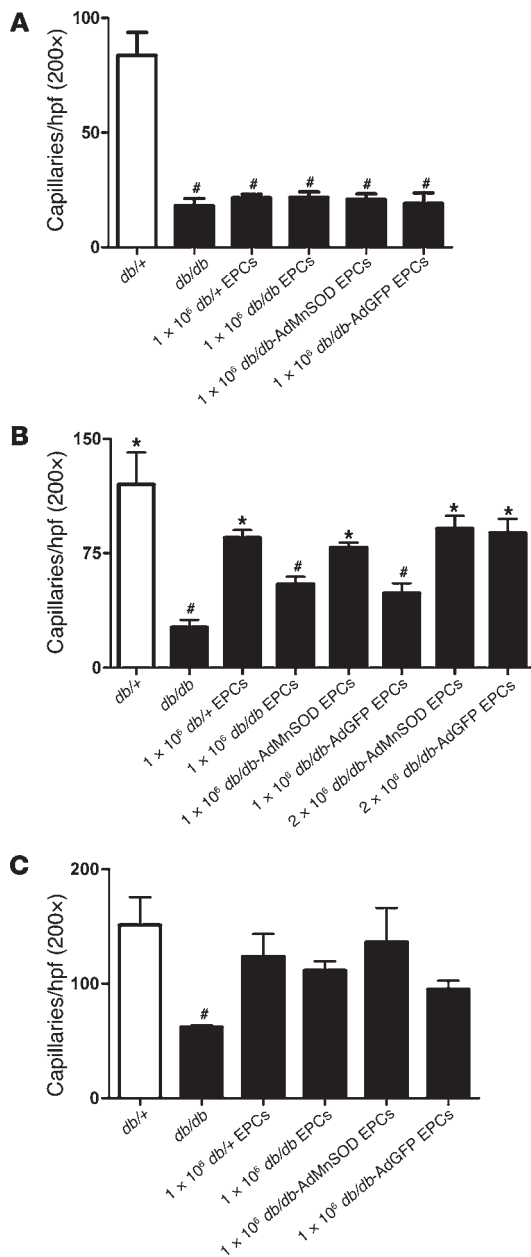 A
Capillaries/hpf (200×)
100
50
0
#
#
#
#
#
db/+
db/db
1 × 10⁶ db/+ EPCs
1 × 10⁶ db/db EPCs
1 × 10⁶ db/db-AdMnSOD EPCs
1 × 10⁶ db/db-AdGFP EPCs
B
Capillaries/hpf (200×)
150
75
0
*
#
*
#
*
#
*
*
db/+
db/db
1 × 10⁶ db/+ EPCs
1 × 10⁶ db/db EPCs
1 × 10⁶ db/db-AdMnSOD EPCs
1 × 10⁶ db/db-AdGFP EPCs
2 × 10⁶ db/db-AdMnSOD EPCs
2 × 10⁶ db/db-AdGFP EPCs
C
Capillaries/hpf (200×)
200
100
0
#
db/+
db/db
1 × 10⁶ db/+ EPCs
1 × 10⁶ db/db EPCs
1 × 10⁶ db/db-AdMnSOD EPCs
1 × 10⁶ db/db-AdGFP EPCs